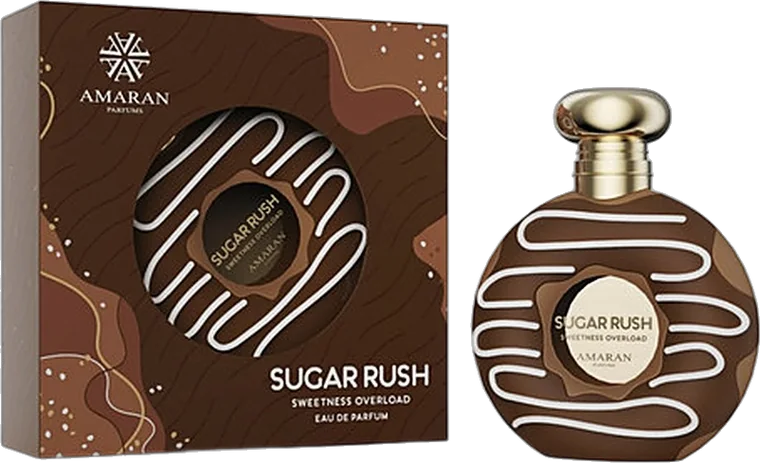 AMARAN
PARFUMS
SUGAR RUSH
SWEETNESS OVERLOAD
AMARAN
SUGAR RUSH
SWEETNESS OVERLOAD
EAU DE PARFUM
SUGAR RUSH
SWEETNESS OVERLOAD
AMARAN